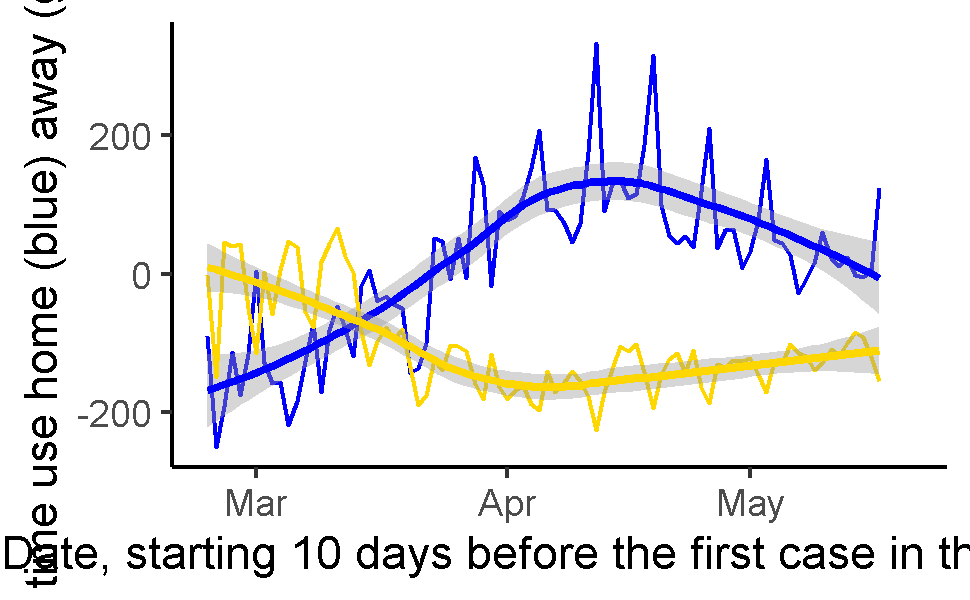 time use home (blue) away (
200
0
-200
Mar Apr May
Date, starting 10 days before the first case in th